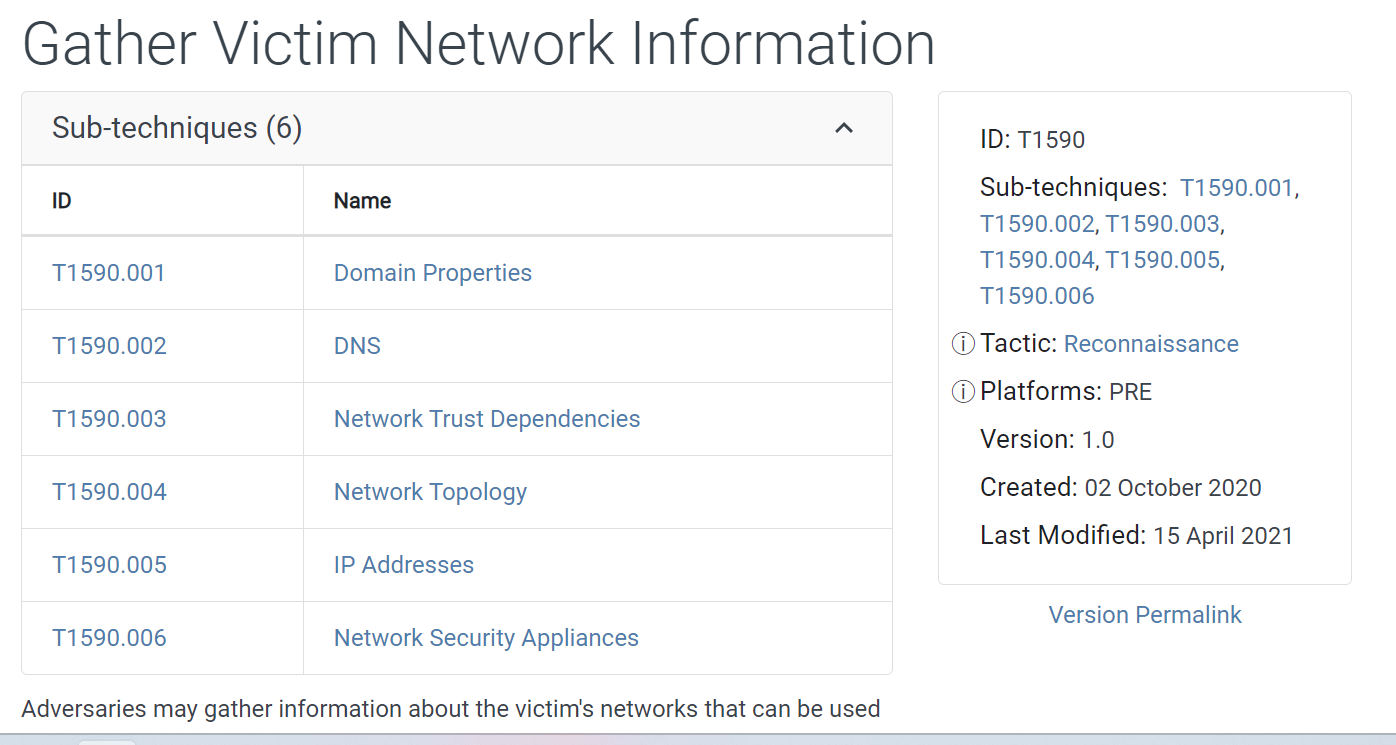 Gather Victim Network Information
Sub-techniques (6)
ID Name
T1590.001 Domain Properties
T1590.002 DNS
T1590.003 Network Trust Dependencies
T1590.004 Network Topology
T1590.005 IP Addresses
T1590.006 Network Security Appliances
Adversaries may gather information about the victim's networks that can be used
ID: T1590
Sub-techniques: T1590.001,
T1590.002, T1590.003,
T1590.004, T1590.005,
T1590.006
Tactic: Reconnaissance
Platforms: PRE
Version: 1.0
Created: 02 October 2020
Last Modified: 15 April 2021
Version Permalink